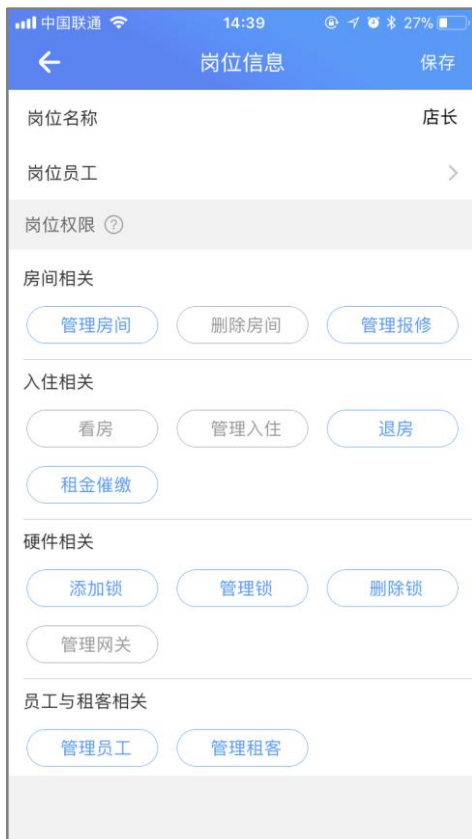 中国联通 14:39 27%
岗位信息 保存
岗位名称 店长
岗位员工
岗位权限 ?
房间相关
管理房间 删除房间 管理报修
入住相关
看房 管理入住 退房
租金催缴
硬件相关
添加锁 管理锁 删除锁
管理网关
员工与租客相关
管理员工 管理租客